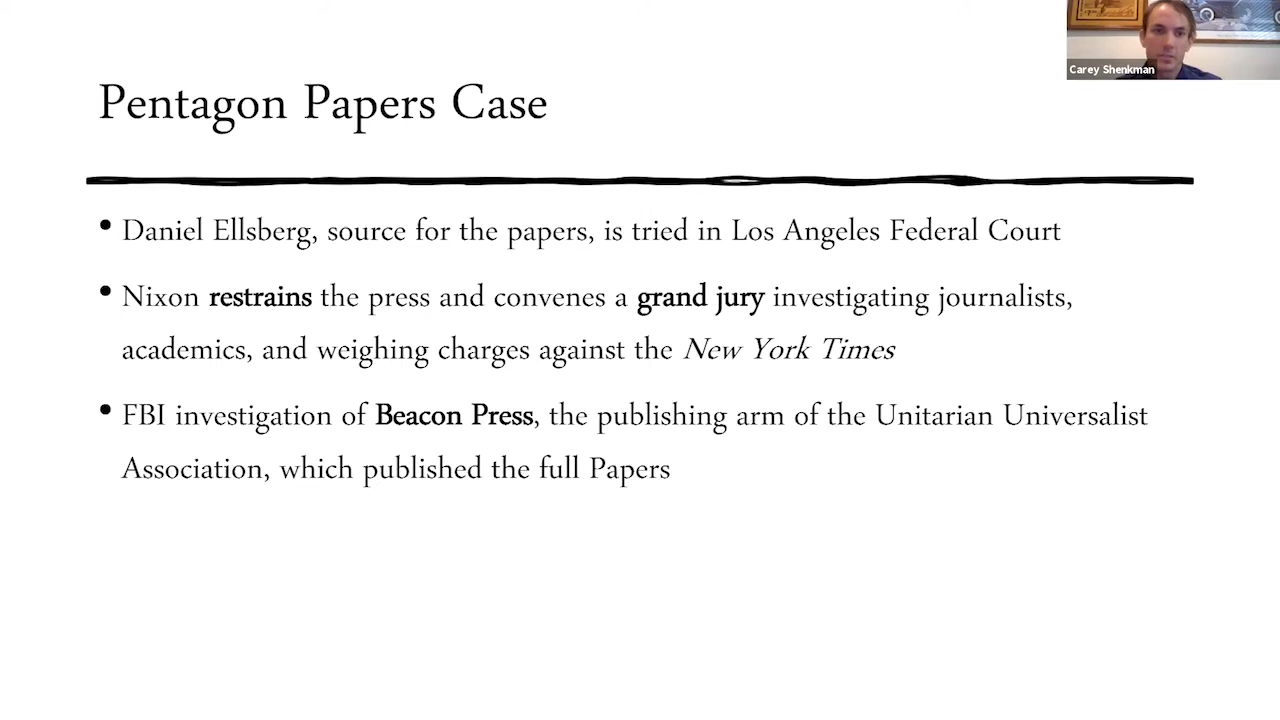 Carey Shenkman
Pentagon Papers Case
• Daniel Ellsberg, source for the papers, is tried in Los Angeles Federal Court
• Nixon restrains the press and convenes a grand jury investigating journalists,
academics, and weighing charges against the New York Times
• FBI investigation of Beacon Press, the publishing arm of the Unitarian Universalist
Association, which published the full Papers